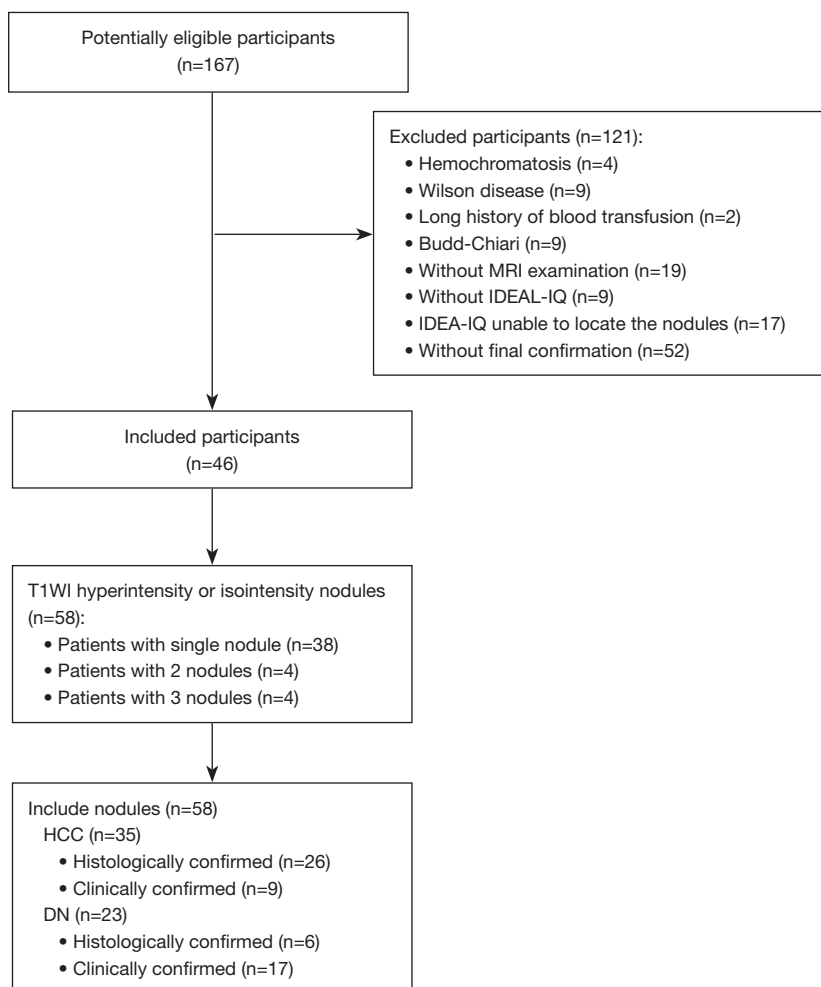 Potentially eligible participants
(n=167)
Excluded participants (n=121):
• Hemochromatosis (n=4)
• Wilson disease (n=9)
• Long history of blood transfusion (n=2)
• Budd-Chiari (n=9)
• Without MRI examination (n=19)
• Without IDEAL-IQ (n=9)
• IDEA-IQ unable to locate the nodules (n=17)
• Without final confirmation (n=52)
Included participants
(n=46)
T1WI hyperintensity or isointensity nodules
(n=58):
• Patients with single nodule (n=38)
• Patients with 2 nodules (n=4)
• Patients with 3 nodules (n=4)
Include nodules (n=58)
HCC (n=35)
• Histologically confirmed (n=26)
• Clinically confirmed (n=9)
DN (n=23)
• Histologically confirmed (n=6)
• Clinically confirmed (n=17)